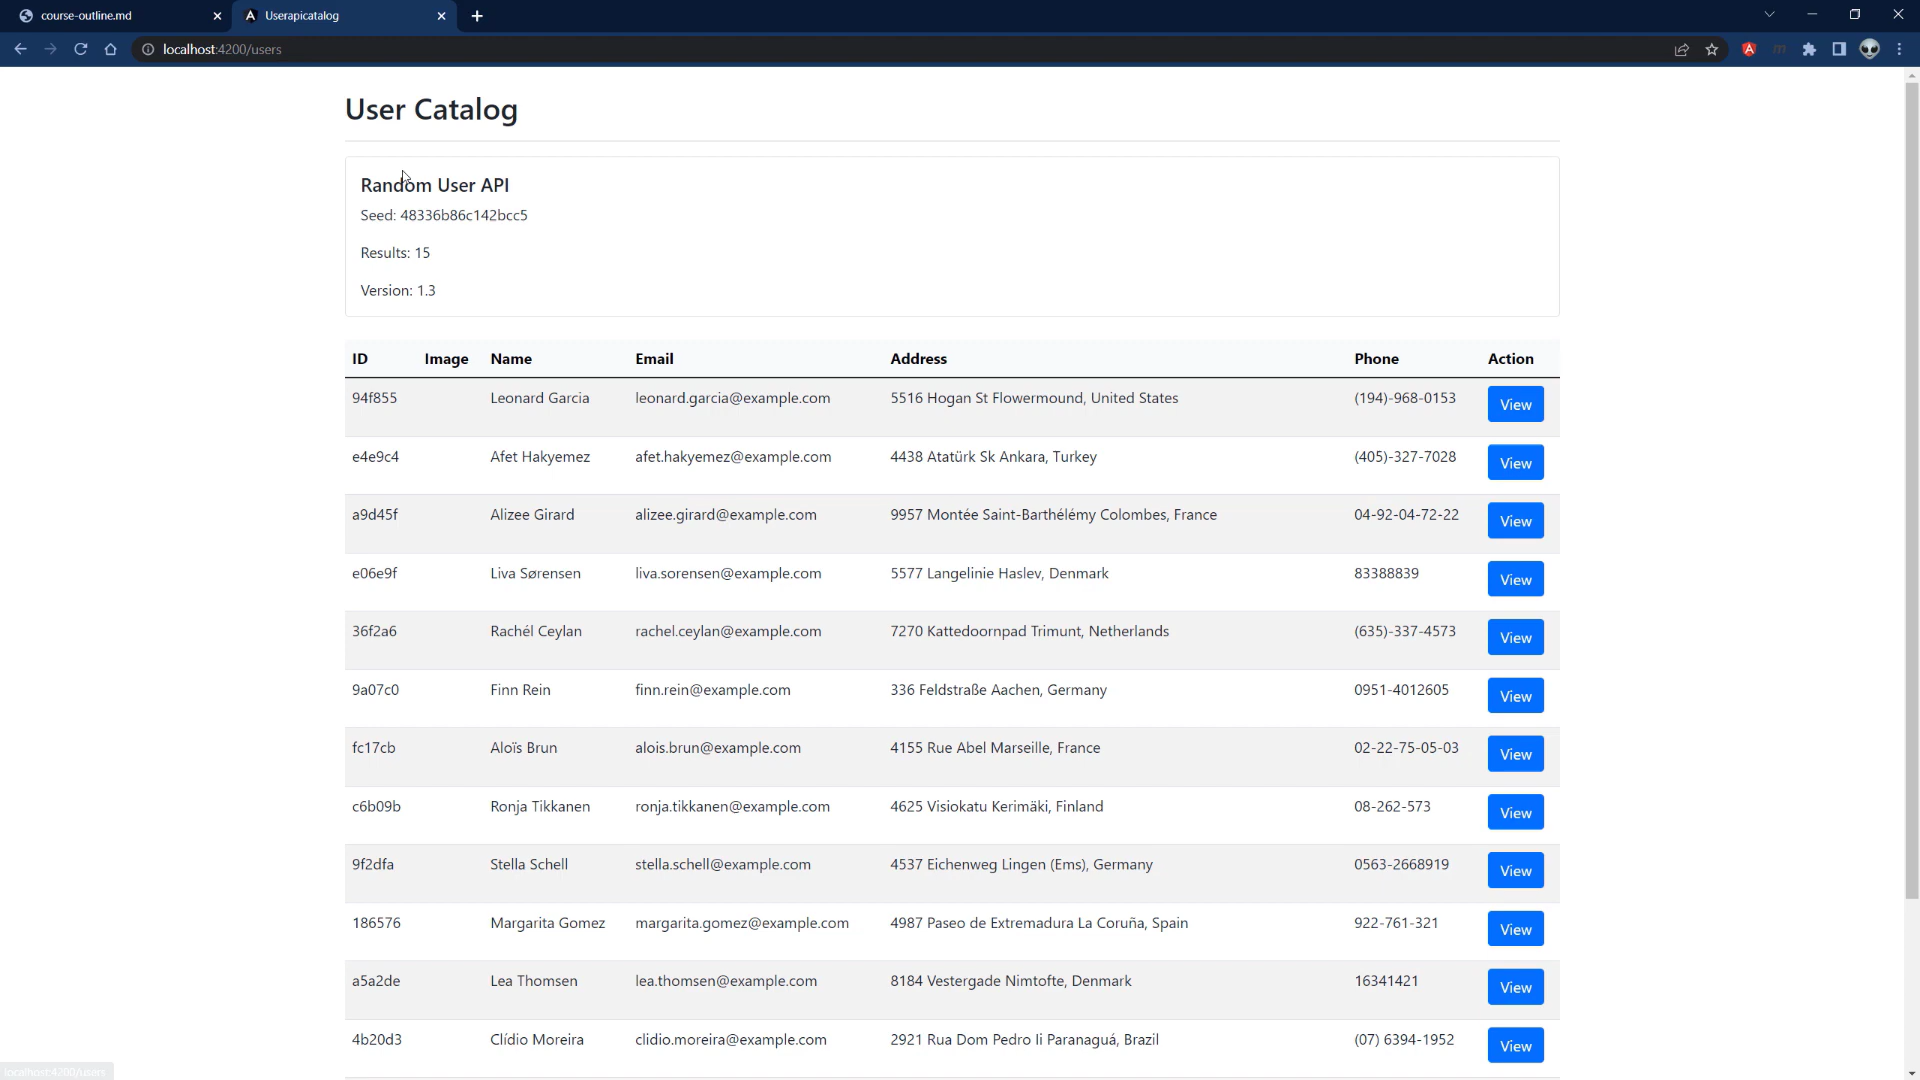 course-outline.md
Userapicatalog
localhost:4200/users
User Catalog
Random User API
Seed: 48336b86c142bcc5
Results: 15
Version: 1.3
ID Image Name Email Address Phone Action
94f855 Leonard Garcia leonard.garcia@example.com 5516 Hogan St Flowermound, United States (194)-968-0153 View
e4e9c4 Afet Hakyemez afet.hakyemez@example.com 4438 Atatürk Sk Ankara, Turkey (405)-327-7028 View
a9d45f Alizee Girard alizee.girard@example.com 9957 Montée Saint-Barthélémy Colombes, France 04-92-04-72-22 View
e06e9f Liva Sørensen liva.sorensen@example.com 5577 Langelinie Haslev, Denmark 83388839 View
36f2a6 Rachél Ceylan rachel.ceylan@example.com 7270 Kattedoornpad Trimunt, Netherlands (635)-337-4573 View
9a07c0 Finn Rein finn.rein@example.com 336 Feldstraße Aachen, Germany 0951-4012605 View
fc17cb Aloïs Brun alois.brun@example.com 4155 Rue Abel Marseille, France 02-22-75-05-03 View
c6b09b Ronja Tikkanen ronja.tikkanen@example.com 4625 Visiokatu Kerimäki, Finland 08-262-573 View
9f2dfa Stella Schell stella.schell@example.com 4537 Eichenweg Lingen (Ems), Germany 0563-2668919 View
186576 Margarita Gomez margarita.gomez@example.com 4987 Paseo de Extremadura La Coruña, Spain 922-761-321 View
a5a2de Lea Thomsen lea.thomsen@example.com 8184 Vestergade Nimtofte, Denmark 16341421 View
4b20d3 Clídio Moreira clidio.moreira@example.com 2921 Rua Dom Pedro Ii Paranaguá, Brazil (07) 6394-1952 View
localhost:4200/users